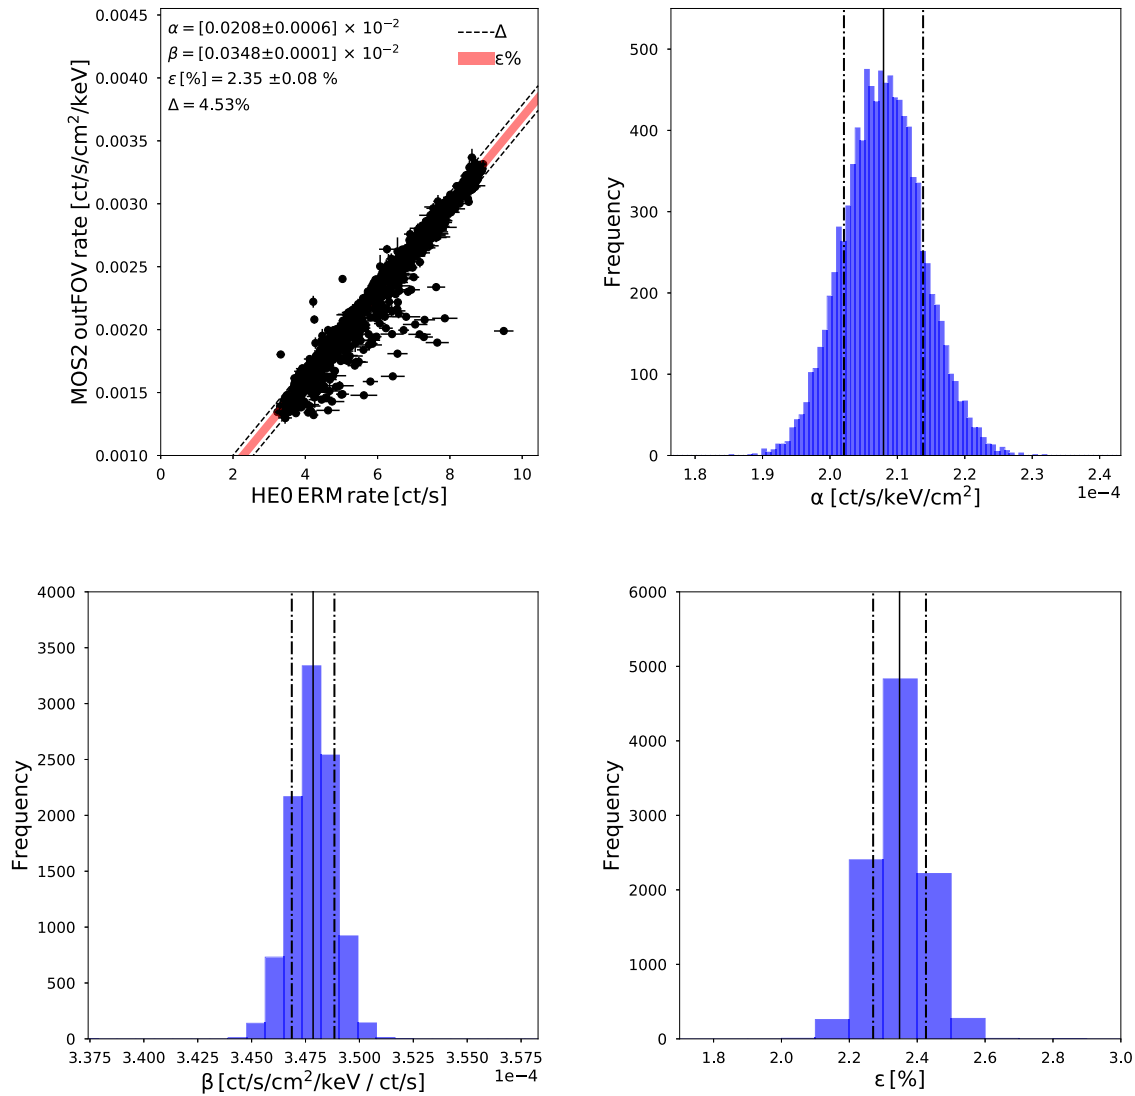 α = [0.0208±0.0006] × 10⁻²
β = [0.0348±0.0001] × 10⁻²
ε [%] = 2.35 ±0.08 %
Δ = 4.53%
Δ
ε%
0.0045
0.0040
0.0035
0.0030
0.0025
0.0020
0.0015
0.0010
MOS2 outFOV rate [ct/s/cm²/keV]
0 2 4 6 8 10
HE0 ERM rate [ct/s]
500
400
300
200
100
0
Frequency
1.8 1.9 2.0 2.1 2.2 2.3 2.4
1e−4
α [ct/s/keV/cm²]
4000
3500
3000
2500
2000
1500
1000
500
0
Frequency
3.375 3.400 3.425 3.450 3.475 3.500 3.525 3.550 3.575
1e−4
β [ct/s/cm²/keV / ct/s]
6000
5000
4000
3000
2000
1000
0
Frequency
1.8 2.0 2.2 2.4 2.6 2.8 3.0
ε [%]